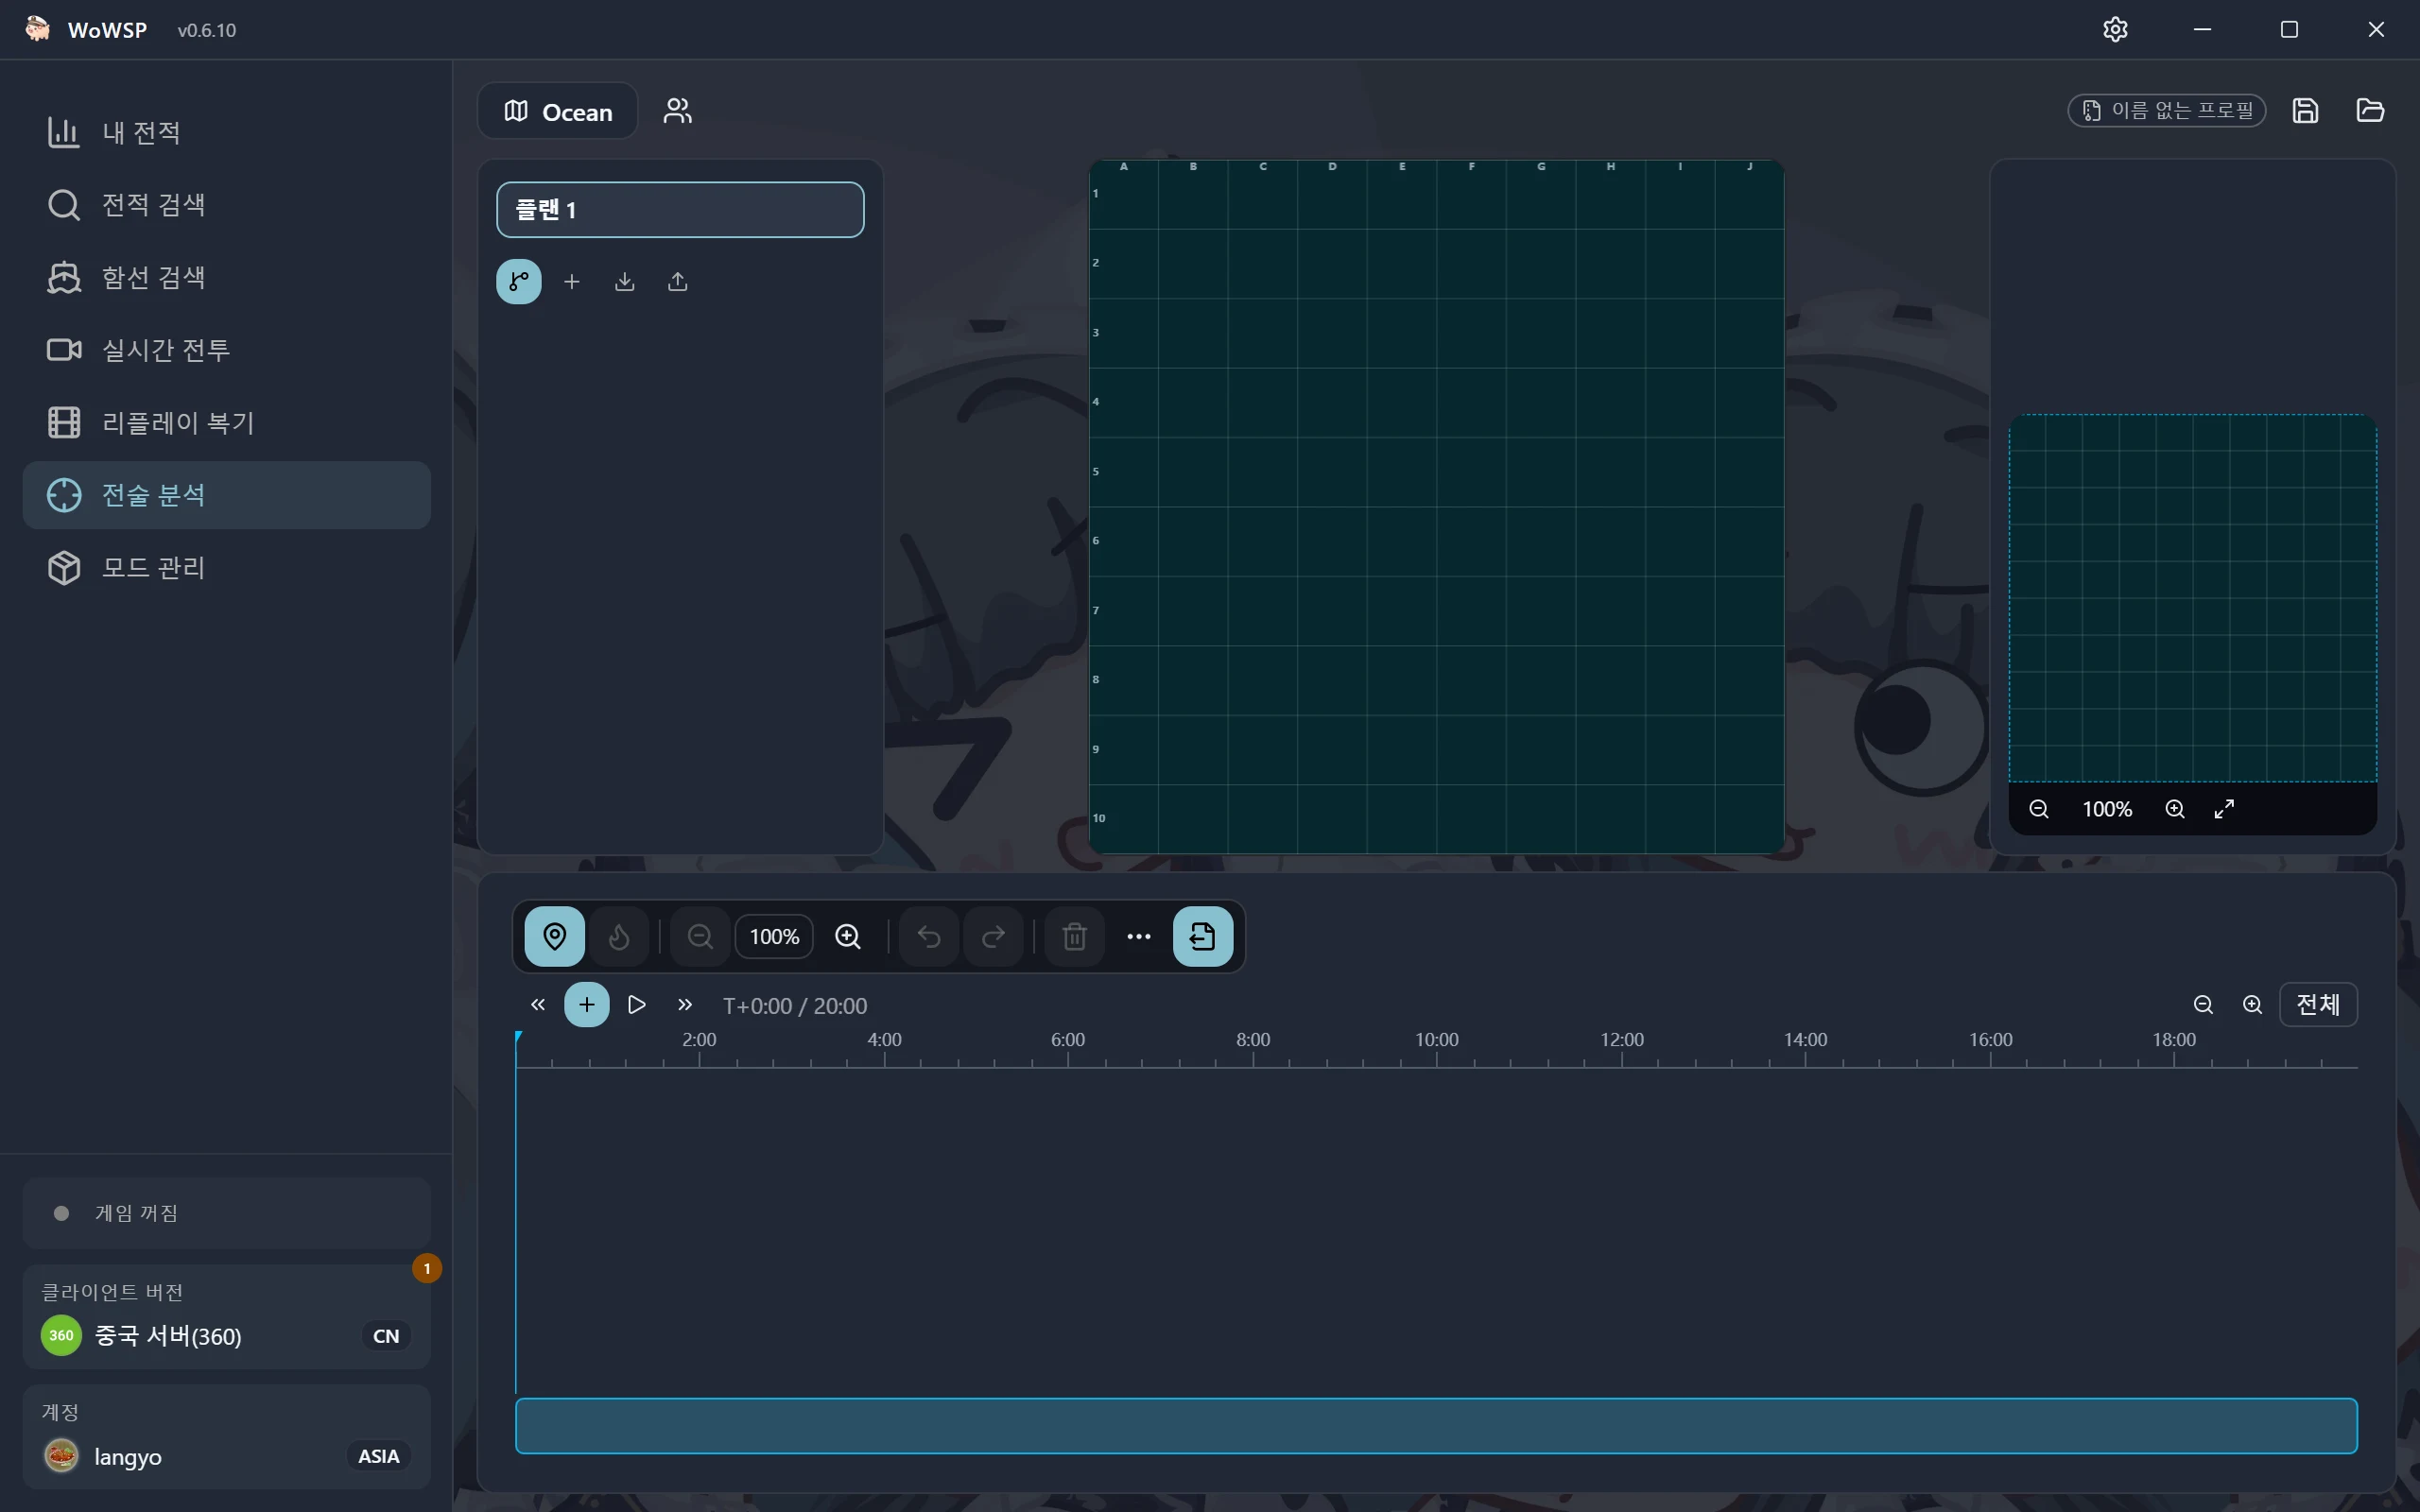 WoWSP v0.6.10
내 전적
전적 검색
함선 검색
실시간 전투
리플레이 복기
전술 분석
모드 관리
게임 꺼짐
1
클라이언트 버전
360 중국 서버(360) CN
계정
langyo ASIA
Ocean
이름 없는 프로필
플랜 1
A B C D E F G H I J
1
2
3
4
5
6
7
8
9
10
100%
100%
T+0:00 / 20:00
전체
2:00 4:00 6:00 8:00 10:00 12:00 14:00 16:00 18:00